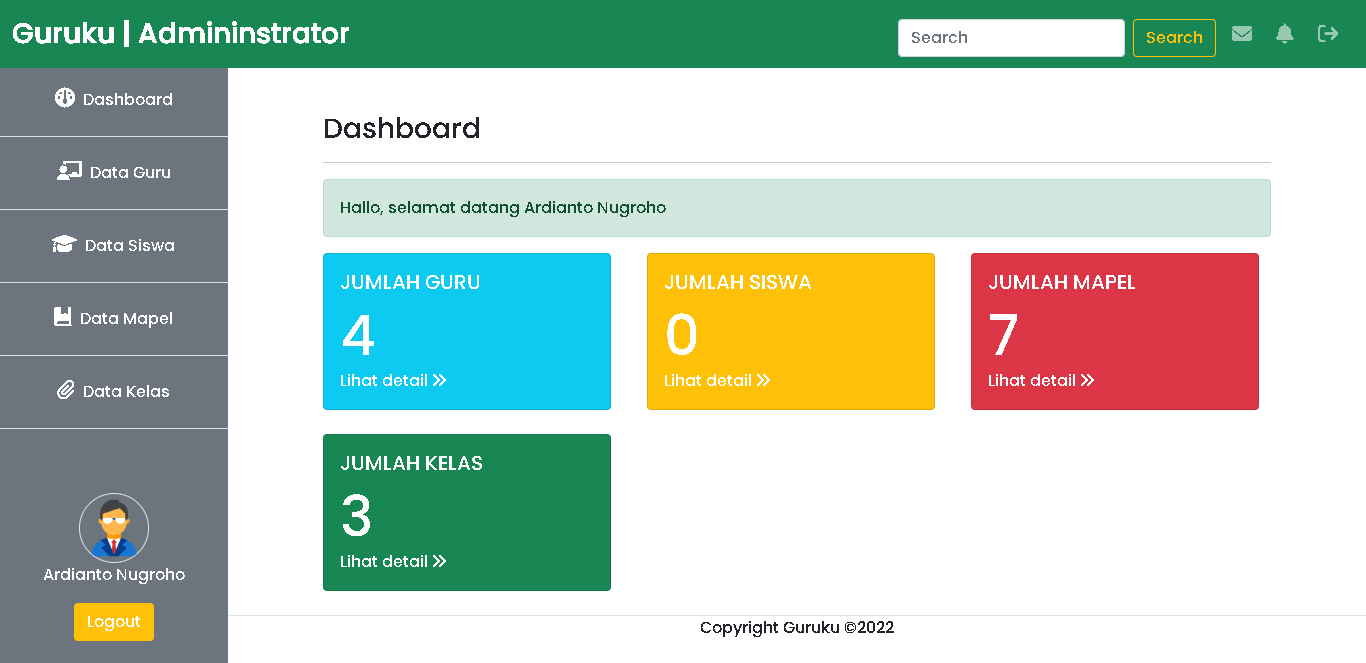 Guruku | Admininstrator
Search
Search
Dashboard
Data Guru
Data Siswa
Data Mapel
Data Kelas
Ardianto Nugroho
Logout
Dashboard
Hallo, selamat datang Ardianto Nugroho
JUMLAH GURU
4
Lihat detail
JUMLAH SISWA
0
Lihat detail
JUMLAH MAPEL
7
Lihat detail
JUMLAH KELAS
3
Lihat detail
Copyright Guruku ©2022